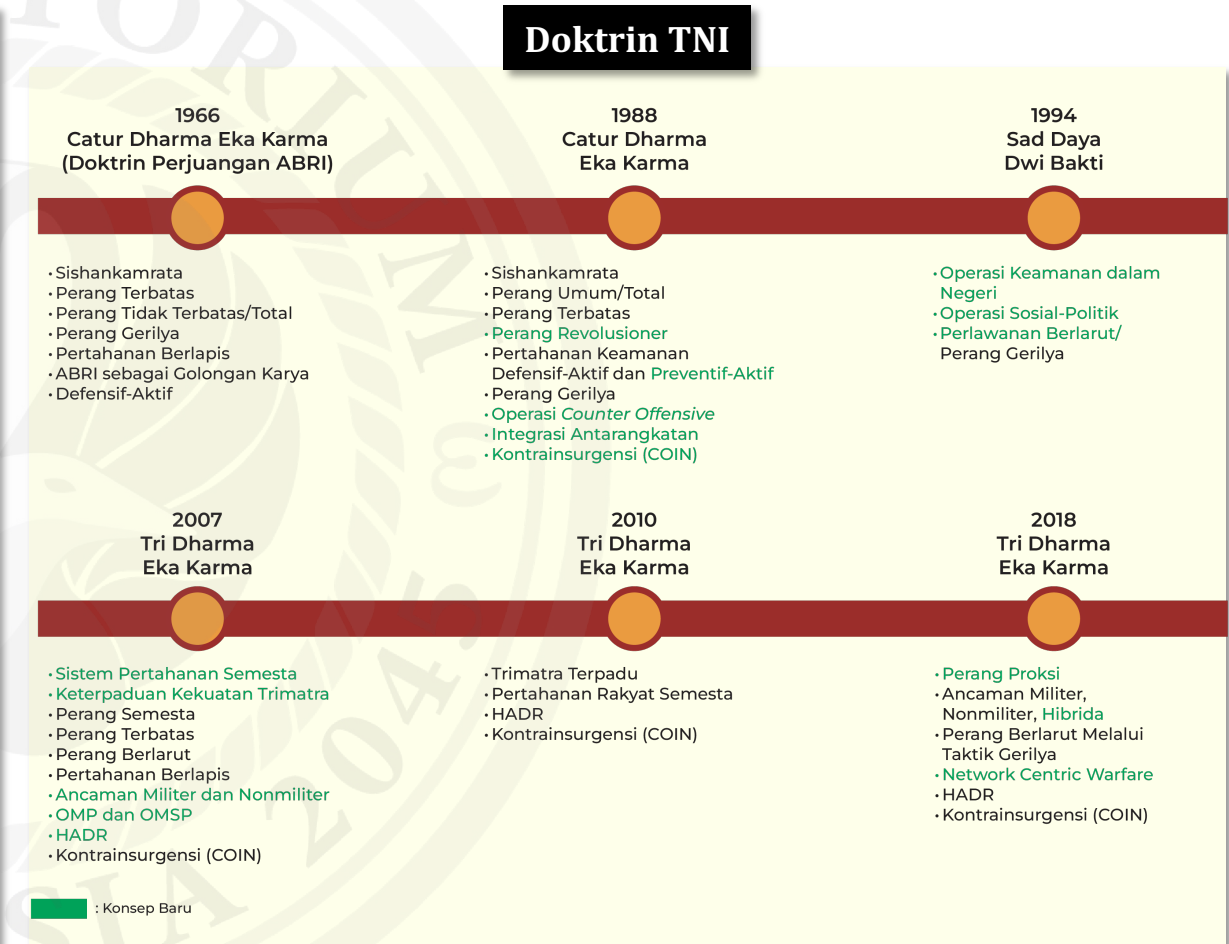 Doktrin TNI
1966
Catur Dharma Eka Karma
(Doktrin Perjuangan ABRI)
1988
Catur Dharma
Eka Karma
1994
Sad Daya
Dwi Bakti
·Sishankamrata
·Perang Terbatas
·Perang Tidak Terbatas/Total
·Perang Gerilya
·Pertahanan Berlapis
·ABRI sebagai Golongan Karya
·Defensif-Aktif
·Sishankamrata
·Perang Umum/Total
·Perang Terbatas
·Perang Revolusioner
·Pertahanan Keamanan
Defensif-Aktif dan Preventif-Aktif
·Perang Gerilya
·Operasi Counter Offensive
·Integrasi Antarangkatan
·Kontrainsurgensi (COIN)
·Operasi Keamanan dalam
Negeri
·Operasi Sosial-Politik
·Perlawanan Berlarut/
Perang Gerilya
2007
Tri Dharma
Eka Karma
2010
Tri Dharma
Eka Karma
2018
Tri Dharma
Eka Karma
·Sistem Pertahanan Semesta
·Keterpaduan Kekuatan Trimatra
·Perang Semesta
·Perang Terbatas
·Perang Berlarut
·Pertahanan Berlapis
·Ancaman Militer dan Nonmiliter
·OMP dan OMSP
·HADR
·Kontrainsurgensi (COIN)
·Trimatra Terpadu
·Pertahanan Rakyat Semesta
·HADR
·Kontrainsurgensi (COIN)
·Perang Proksi
·Ancaman Militer,
Nonmiliter, Hibrida
·Perang Berlarut Melalui
Taktik Gerilya
·Network Centric Warfare
·HADR
·Kontrainsurgensi (COIN)
: Konsep Baru
TORIUM
2045
SIA